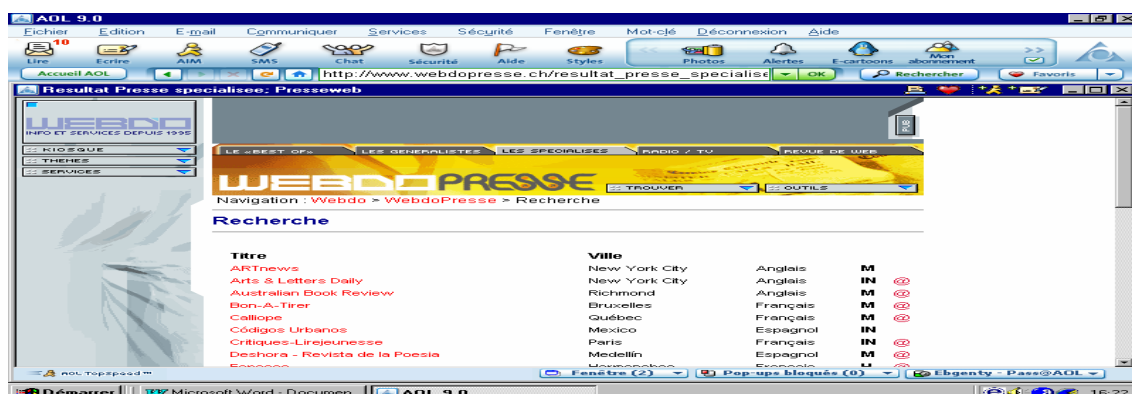 AOL 9.0
Fichier Edition E-mail Communiquer Services Sécurité Fenêtre Mot-clé Déconnexion Aide
10
Lire Ecrire AIM SMS Chat Sécurité Aide Styles << Photos Alertes E-cartoons Mon abonnement >>
Accueil AOL http://www.webdopresse.ch/resultat_presse_specialise OK Rechercher Favoris
Resultat Presse specialisee; Presseweb
WEBDO
INFO ET SERVICES DEPUIS 1995
PUB
:: KIOSQUE
:: THEMES
:: SERVICES
LE «BEST OF» LES GENERALISTES LES SPECIALISES RADIO / TV REVUE DE WEB
WEBDOPRESSE
:: TROUVER :: OUTILS
Navigation : Webdo > WebdoPresse > Recherche
Recherche
Titre Ville
ARTnews New York City Anglais M
Arts & Letters Daily New York City Anglais IN @
Australian Book Review Richmond Anglais M @
Bon-A-Tirer Bruxelles Français M @
Calliope Québec Français M @
Códigos Urbanos Mexico Espagnol IN
Critiques-Lirejeunesse Paris Français IN @
Deshora - Revista de la Poesia Medellín Espagnol M @
AOL Topspeed™ Fenêtre (2) Pop-ups bloqués (0) Ebgenty - Pass@AOL
Démarrer Microsoft Word - Documen... AOL 9.0 16:22